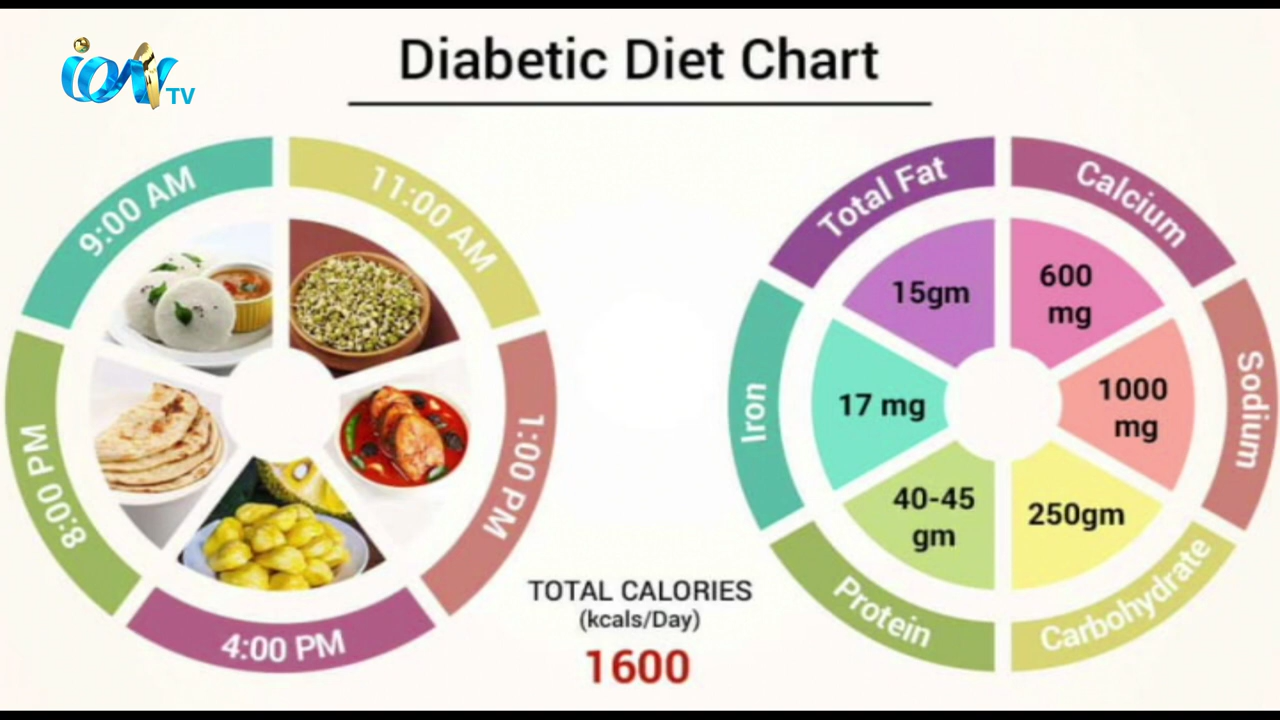 ion TV
Diabetic Diet Chart
9:00 AM
11:00 AM
1:00 PM
4:00 PM
8:00 PM
TOTAL CALORIES
(kcals/Day)
1600
Total Fat
15gm
Calcium
600
mg
Sodium
1000
mg
Carbohydrate
250gm
Protein
40-45
gm
Iron
17 mg